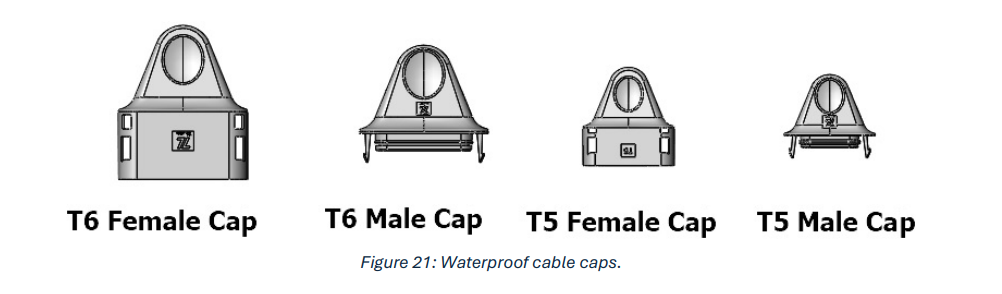 T6 Female Cap
T6 Male Cap
T5 Female Cap
T5 Male Cap
Figure 21: Waterproof cable caps.